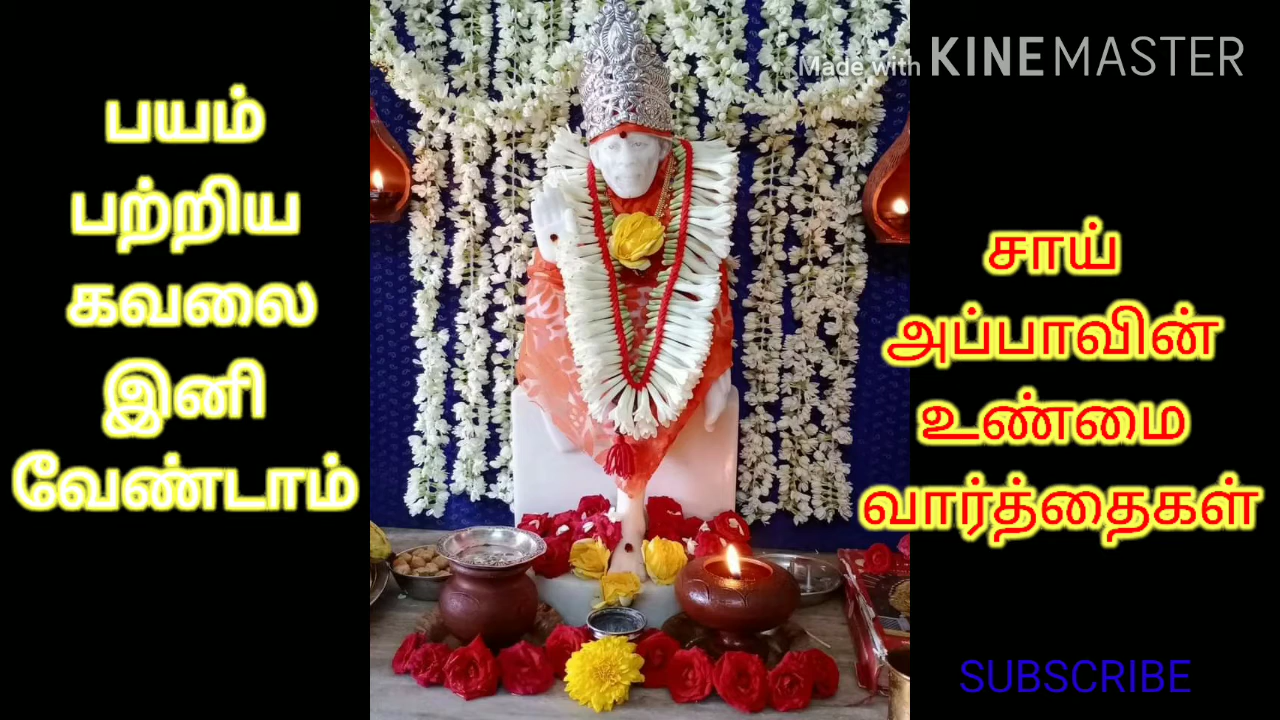 பயம்
பற்றிய
கவலை
இனி
வேண்டாம்
Made with KINEMASTER
சாய்
அப்பாவின்
உண்மை
வார்த்தைகள்
SUBSCRIBE